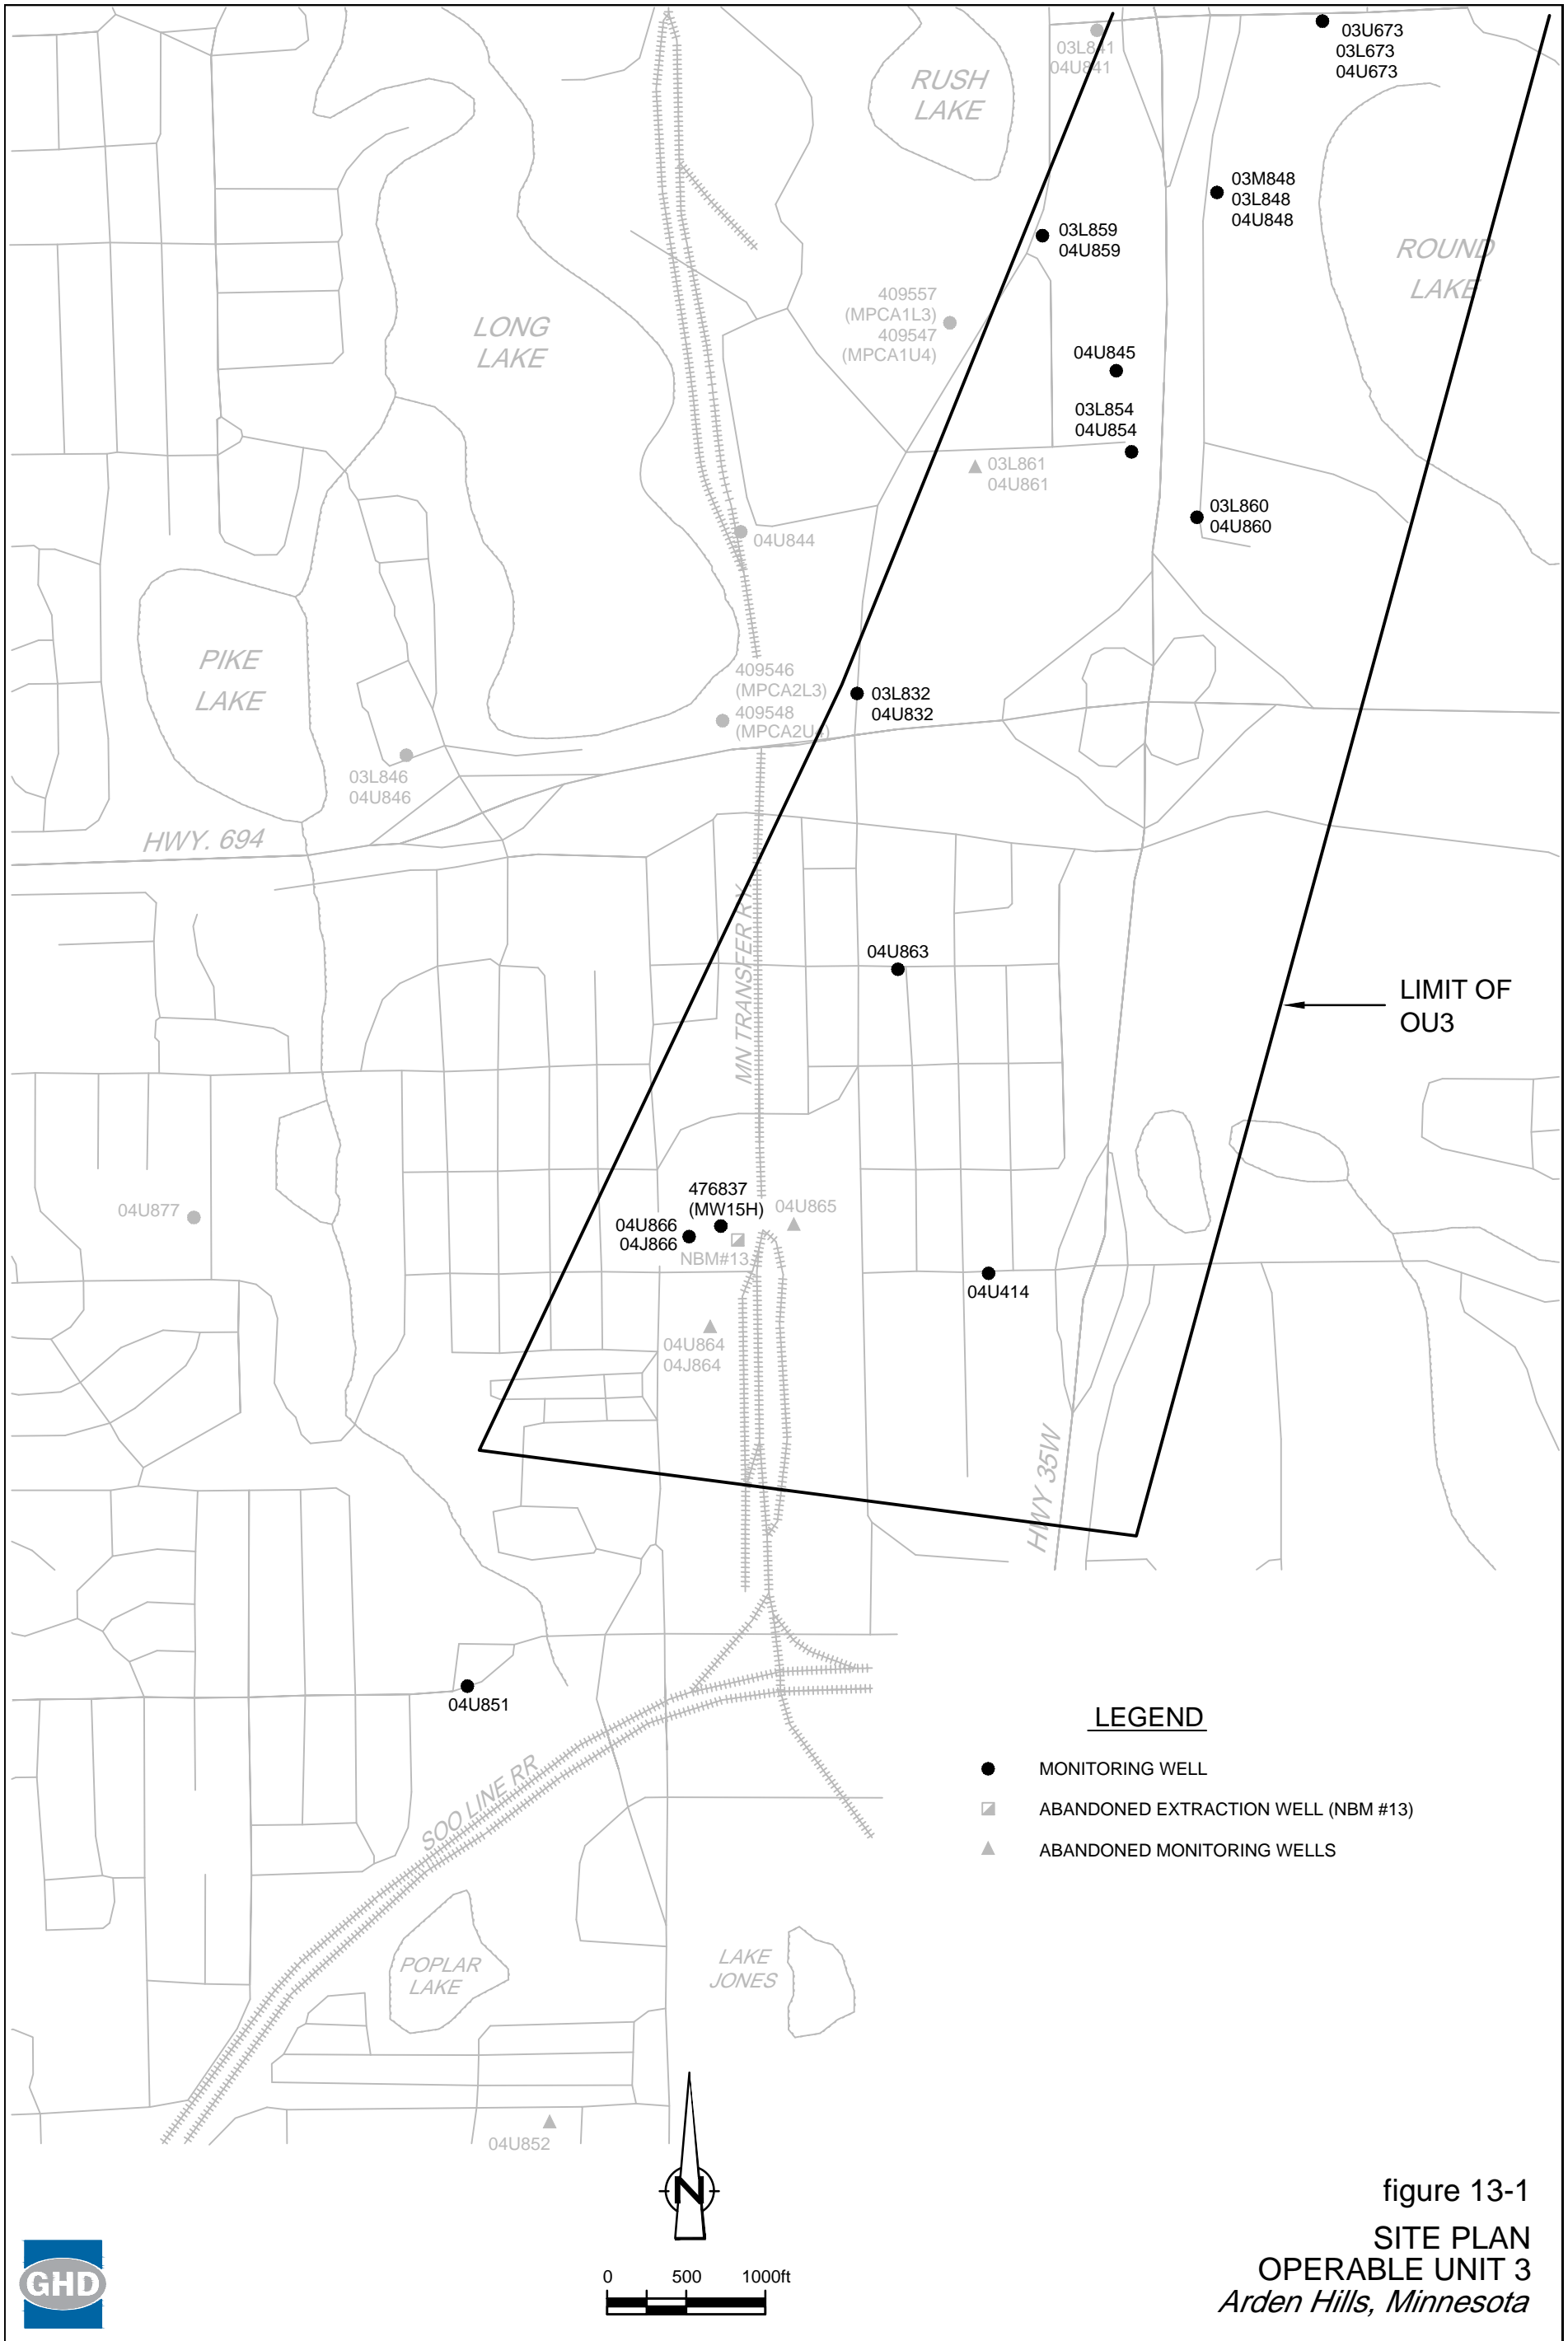 03U673
03L673
04U673
03L841
04U841
RUSH
LAKE
03M848
03L848
04U848
03L859
04U859
ROUND
LAKE
409557
(MPCA1L3)
409547
(MPCA1U4)
LONG
LAKE
04U845
03L854
04U854
03L861
04U861
03L860
04U860
04U844
PIKE
LAKE
409546
(MPCA2L3)
409548
(MPCA2U4)
03L832
04U832
03L846
04U846
HWY. 694
MN TRANSFER RY
04U863
LIMIT OF
OU3
476837
(MW15H)
04U865
04U877
04U866
04J866
NBM#13
04U414
04U864
04J864
HWY 35W
04U851
SOO LINE RR
LEGEND
MONITORING WELL
ABANDONED EXTRACTION WELL (NBM #13)
ABANDONED MONITORING WELLS
POPLAR
LAKE
LAKE
JONES
04U852
N
figure 13-1
SITE PLAN
OPERABLE UNIT 3
Arden Hills, Minnesota
GHD
0 500 1000ft